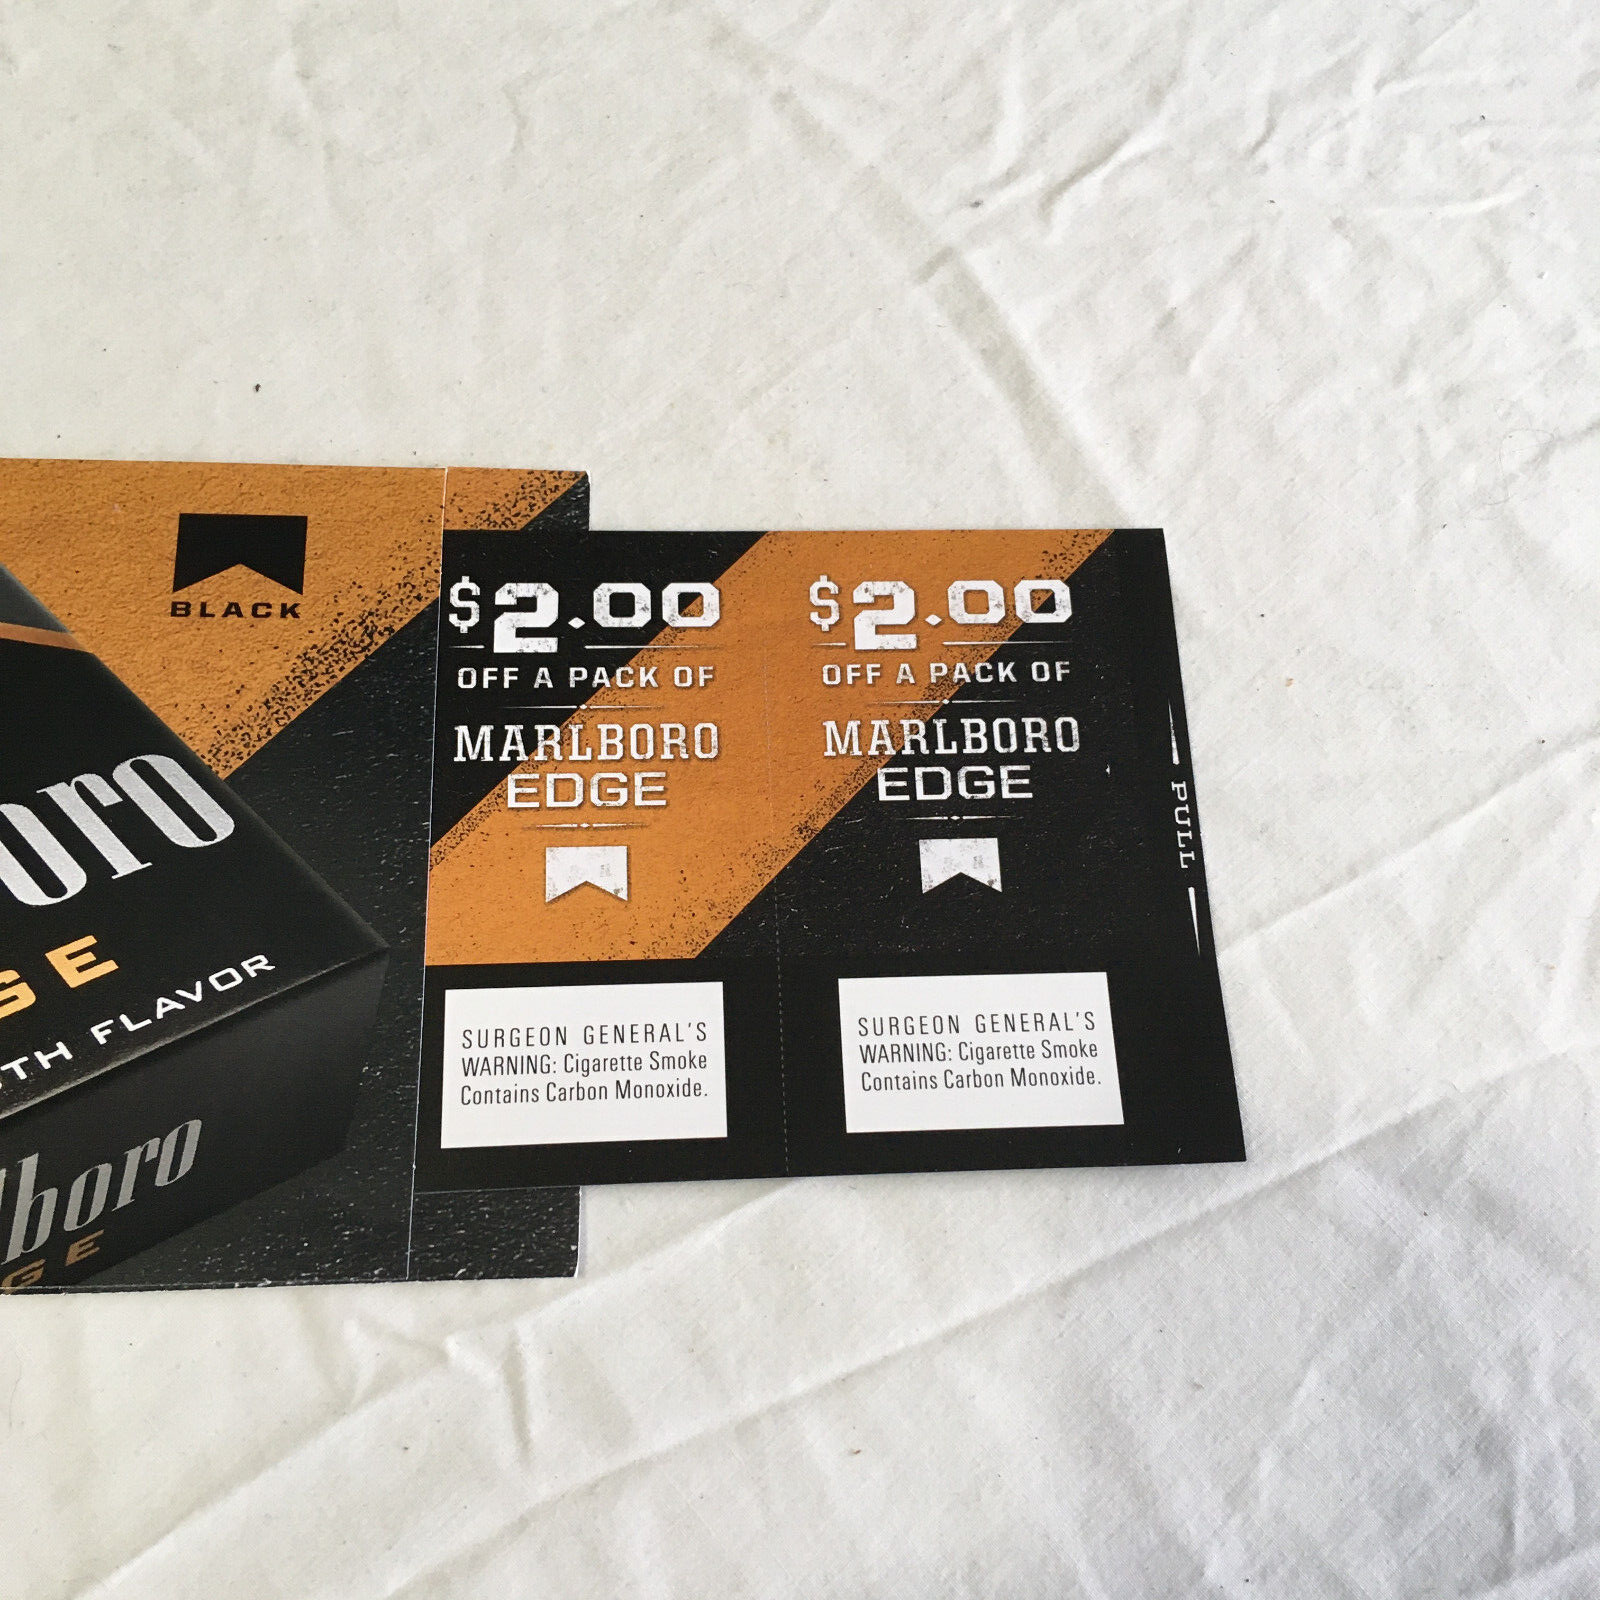 BLACK
oro
GE
TH FLAVOR
lboro
GE
$2.00
OFF A PACK OF
MARLBORO
EDGE
SURGEON GENERAL'S
WARNING: Cigarette Smoke
Contains Carbon Monoxide.
$2.00
OFF A PACK OF
MARLBORO
EDGE
SURGEON GENERAL'S
WARNING: Cigarette Smoke
Contains Carbon Monoxide.
PULL